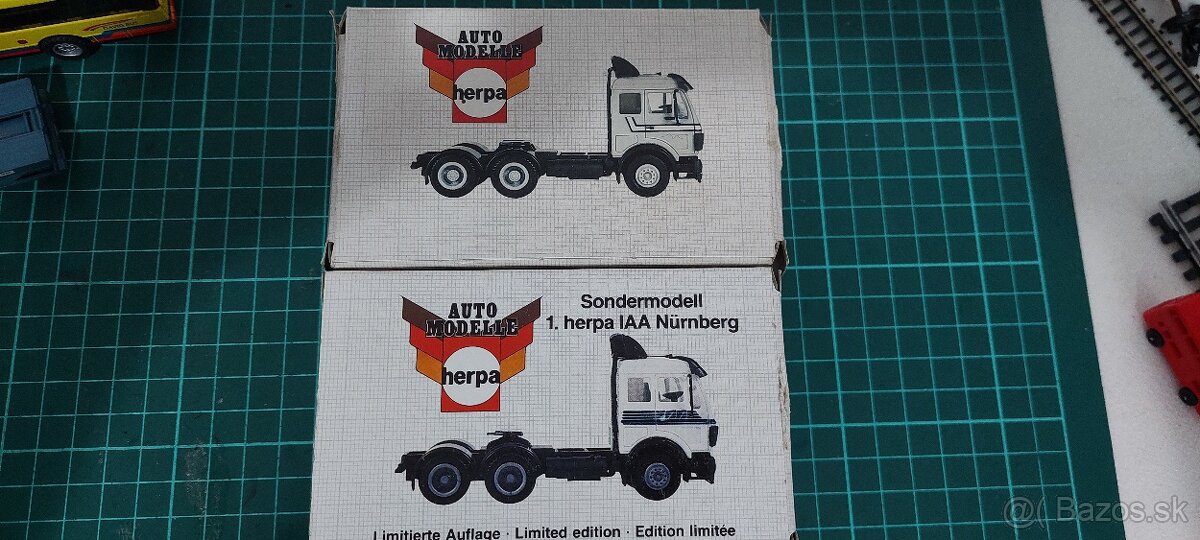 AUTO
MODELLE
herpa
AUTO
MODELLE
herpa
Sondermodell
1. herpa IAA Nürnberg
Limitierte Auflage · Limited edition · Edition limitée
@( Bazos.sk